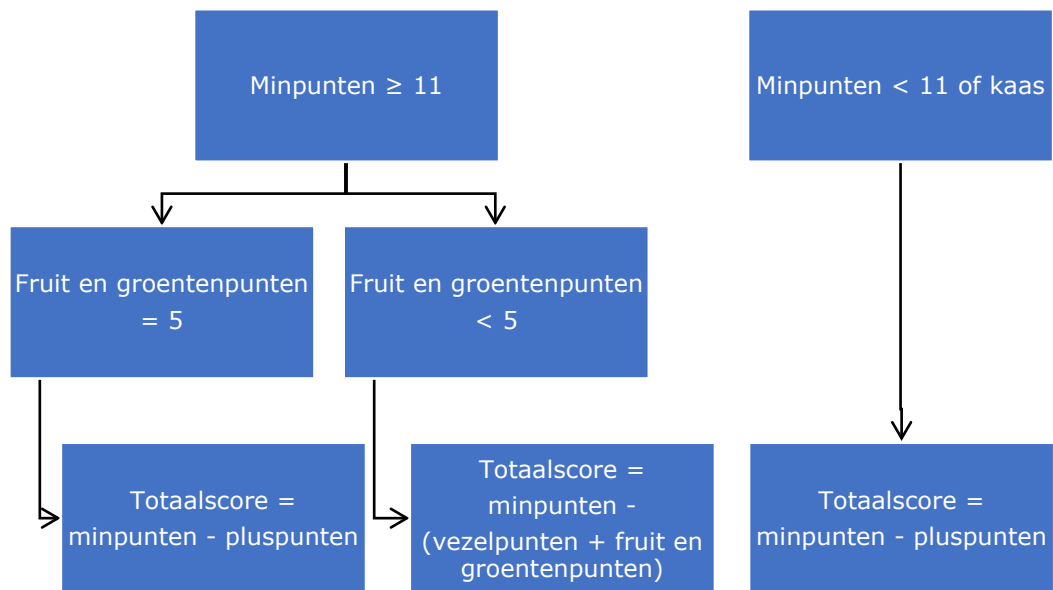 Minpunten ≥ 11
Minpunten < 11 of kaas
Fruit en groentenpunten
= 5
Fruit en groentenpunten
< 5
Totaalscore =
minpunten - pluspunten
Totaalscore =
minpunten -
(vezelpunten + fruit en
groentenpunten)
Totaalscore =
minpunten - pluspunten